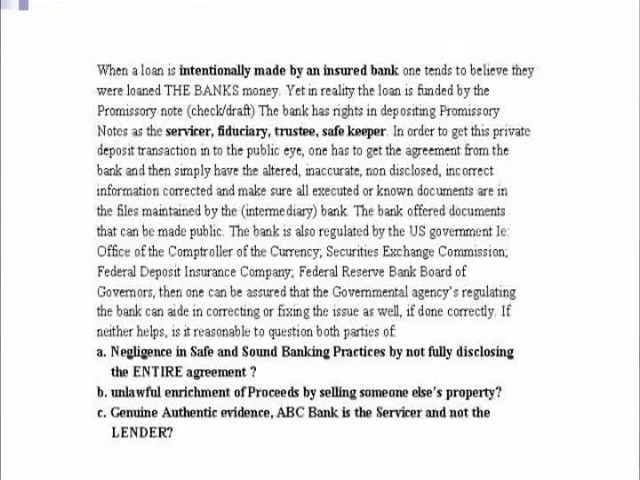 When a loan is intentionally made by an insured bank one tends to believe they
were loaned THE BANKS money. Yet in reality the loan is funded by the
Promissory note (check/draft) The bank has rights in depositing Promissory
Notes as the servicer, fiduciary, trustee, safe keeper. In order to get this private
deposit transaction in to the public eye, one has to get the agreement from the
bank and then simply have the altered, inaccurate, non disclosed, incorrect
information corrected and make sure all executed or known documents are in
the files maintained by the (intermediary) bank. The bank offered documents
that can be made public. The bank is also regulated by the US government Ie:
Office of the Comptroller of the Currency; Securities Exchange Commission;
Federal Deposit Insurance Company; Federal Reserve Bank Board of
Governors, then one can be assured that the Governmental agency's regulating
the bank can aide in correcting or fixing the issue as well, if done correctly. If
neither helps, is it reasonable to question both parties of:
a. Negligence in Safe and Sound Banking Practices by not fully disclosing
the ENTIRE agreement ?
b. unlawful enrichment of Proceeds by selling someone else's property?
c. Genuine Authentic evidence, ABC Bank is the Servicer and not the
LENDER?